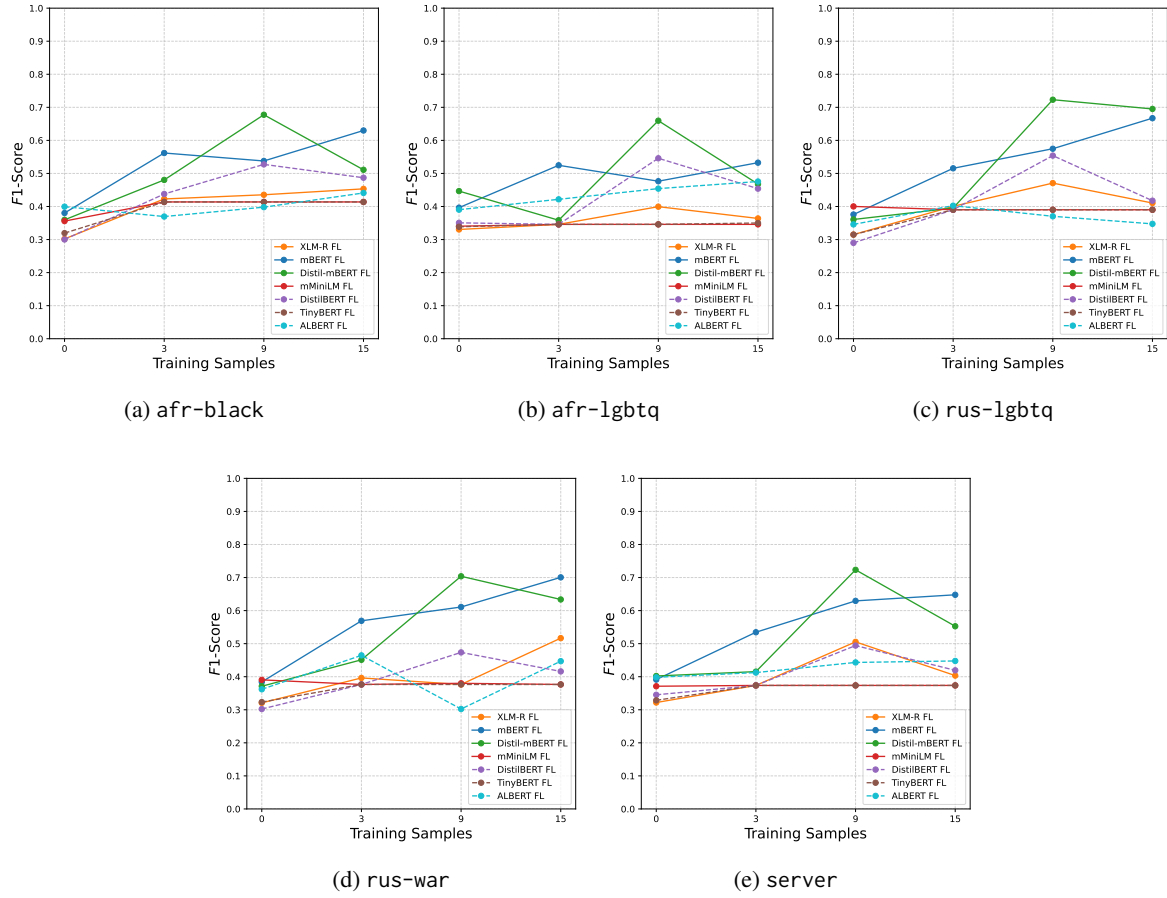 1.0
0.9
0.8
0.7
0.6
0.5
0.4
0.3
0.2
0.1
0.0
F1-Score
XLM-R FL
mBERT FL
Distil-mBERT FL
mMiniLM FL
DistilBERT FL
TinyBERT FL
ALBERT FL
0 3 9 15
Training Samples
(a) afr-black
1.0
0.9
0.8
0.7
0.6
0.5
0.4
0.3
0.2
0.1
0.0
F1-Score
XLM-R FL
mBERT FL
Distil-mBERT FL
mMiniLM FL
DistilBERT FL
TinyBERT FL
ALBERT FL
0 3 9 15
Training Samples
(b) afr-lgbtq
1.0
0.9
0.8
0.7
0.6
0.5
0.4
0.3
0.2
0.1
0.0
F1-Score
XLM-R FL
mBERT FL
Distil-mBERT FL
mMiniLM FL
DistilBERT FL
TinyBERT FL
ALBERT FL
0 3 9 15
Training Samples
(c) rus-lgbtq
1.0
0.9
0.8
0.7
0.6
0.5
0.4
0.3
0.2
0.1
0.0
F1-Score
XLM-R FL
mBERT FL
Distil-mBERT FL
mMiniLM FL
DistilBERT FL
TinyBERT FL
ALBERT FL
0 3 9 15
Training Samples
(d) rus-war
1.0
0.9
0.8
0.7
0.6
0.5
0.4
0.3
0.2
0.1
0.0
F1-Score
XLM-R FL
mBERT FL
Distil-mBERT FL
mMiniLM FL
DistilBERT FL
TinyBERT FL
ALBERT FL
0 3 9 15
Training Samples
(e) server